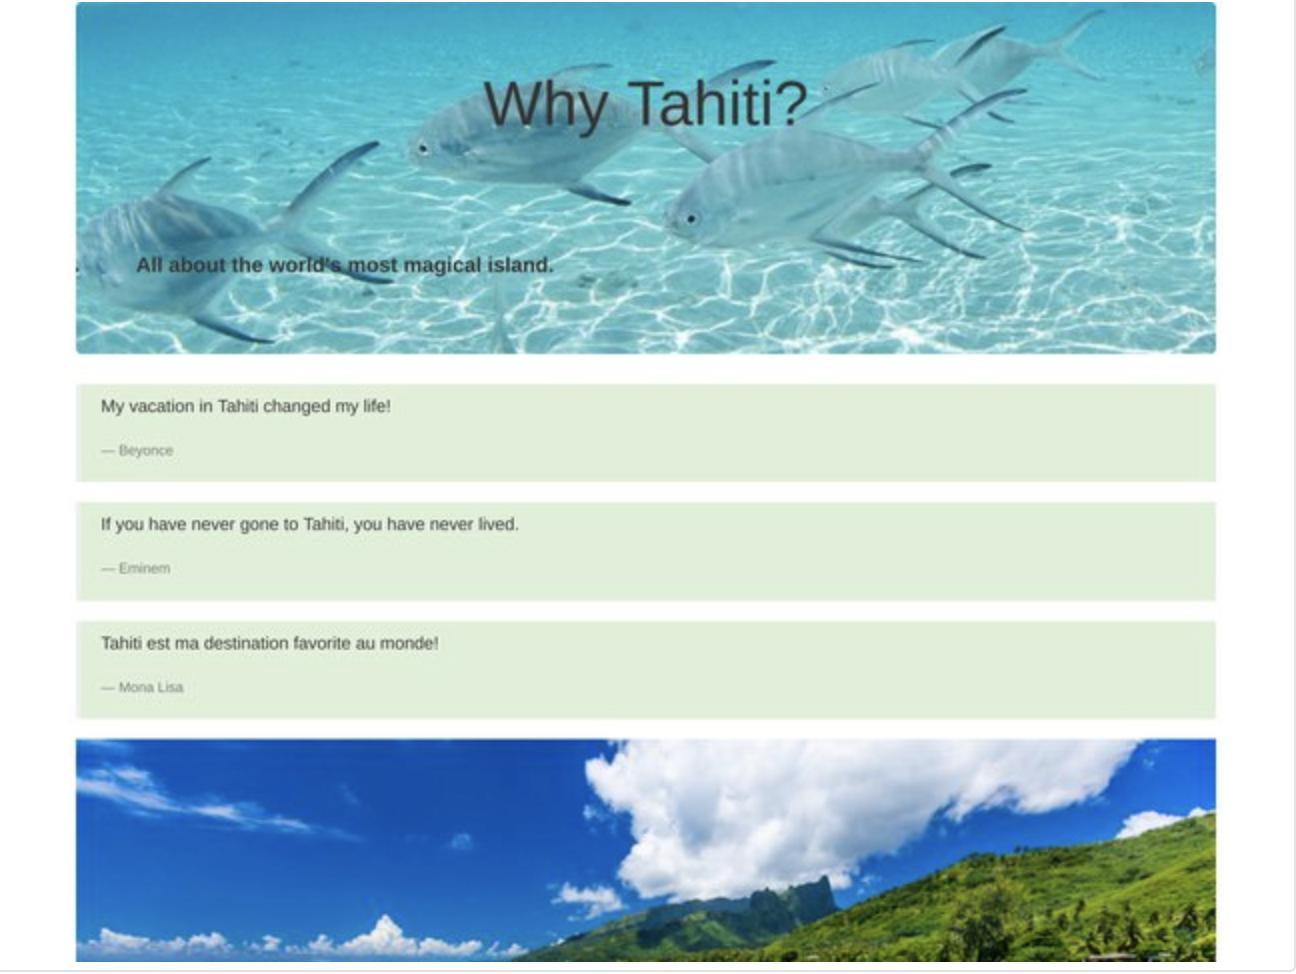 Why Tahiti?
. All about the world's most magical island.
My vacation in Tahiti changed my life!
— Beyonce
If you have never gone to Tahiti, you have never lived.
— Eminem
Tahiti est ma destination favorite au monde!
— Mona Lisa